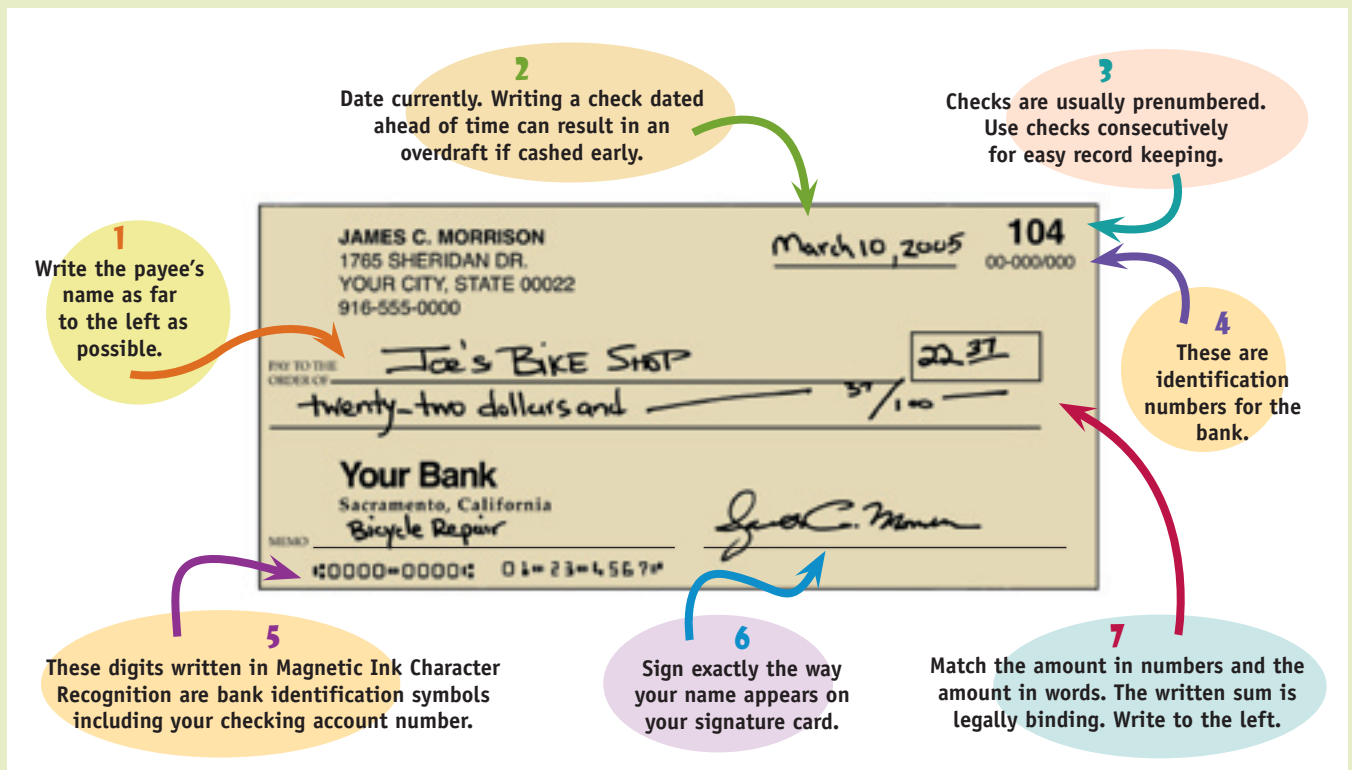 2
Date currently. Writing a check dated
ahead of time can result in an
overdraft if cashed early.
3
Checks are usually prenumbered.
Use checks consecutively
for easy record keeping.
1
Write the payee's
name as far
to the left as
possible.
JAMES C. MORRISON
1765 SHERIDAN DR.
YOUR CITY, STATE 00022
916-555-0000
March 10, 2005
104
00-000/000
4
These are
identification
numbers for the
bank.
PAY TO THE
ORDER OF
Joe's Bike Shop
22 37
twenty-two dollars and 37/100
Your Bank
Sacramento, California
MEMO
Bicycle Repair
James C. Morrison
⑆0000⑉0000⑆ 01⑉23⑉4567⑈
5
These digits written in Magnetic Ink Character
Recognition are bank identification symbols
including your checking account number.
6
Sign exactly the way
your name appears on
your signature card.
7
Match the amount in numbers and the
amount in words. The written sum is
legally binding. Write to the left.